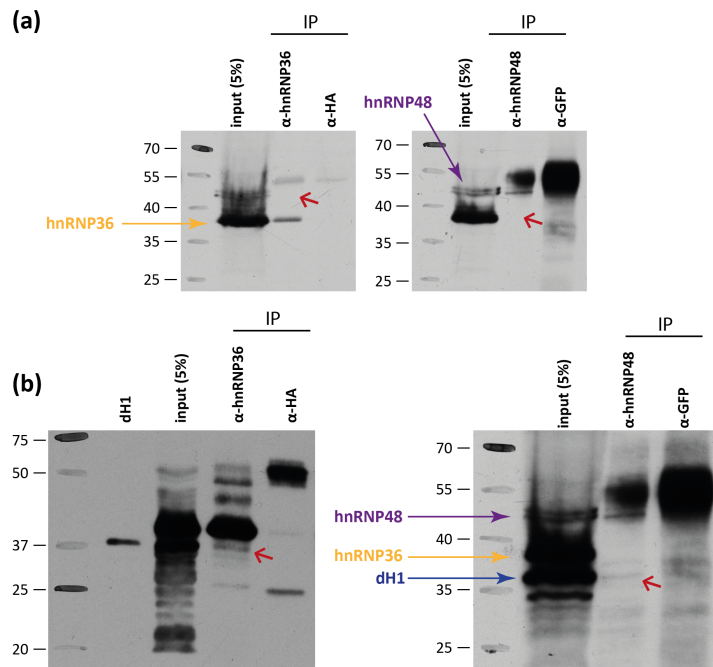 (a)
IP
IP
input (5%)
α-hnRNP36
α-HA
hnRNP48
input (5%)
α-hnRNP48
α-GFP
70
55
40
35
25
hnRNP36
70
55
40
35
25
(b)
IP
IP
dH1
input (5%)
α-hnRNP36
α-HA
input (5%)
α-hnRNP48
α-GFP
75
50
37
25
20
70
55
40
35
25
hnRNP48
hnRNP36
dH1